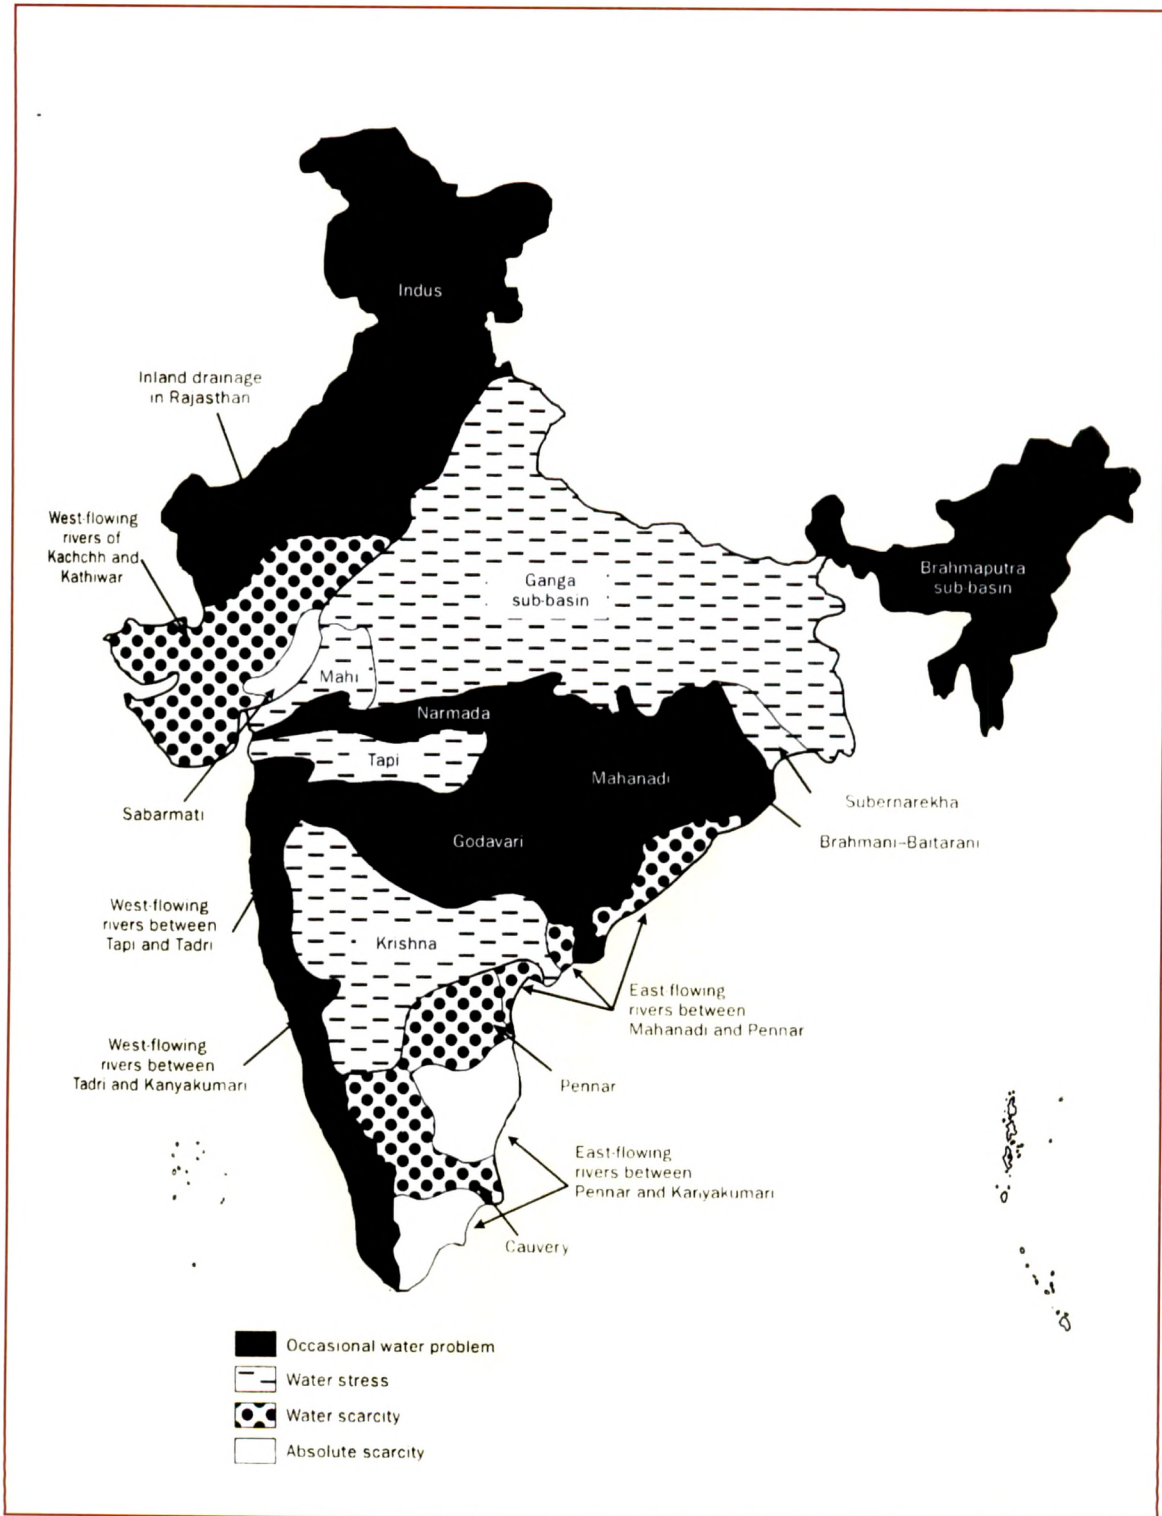 Indus
Inland drainage
in Rajasthan
West-flowing
rivers of
Kachchh and
Kathiwar
Ganga
sub-basin
Brahmaputra
sub-basin
Mahi
Narmada
Tapi
Mahanadi
Sabarmati
Subernarekha
Godavari
Brahmani–Baitarani
West-flowing
rivers between
Tapi and Tadri
Krishna
East-flowing
rivers between
Mahanadi and Pennar
West-flowing
rivers between
Tadri and Kanyakumari
Pennar
East-flowing
rivers between
Pennar and Kanyakumari
Cauvery
Occasional water problem
Water stress
Water scarcity
Absolute scarcity